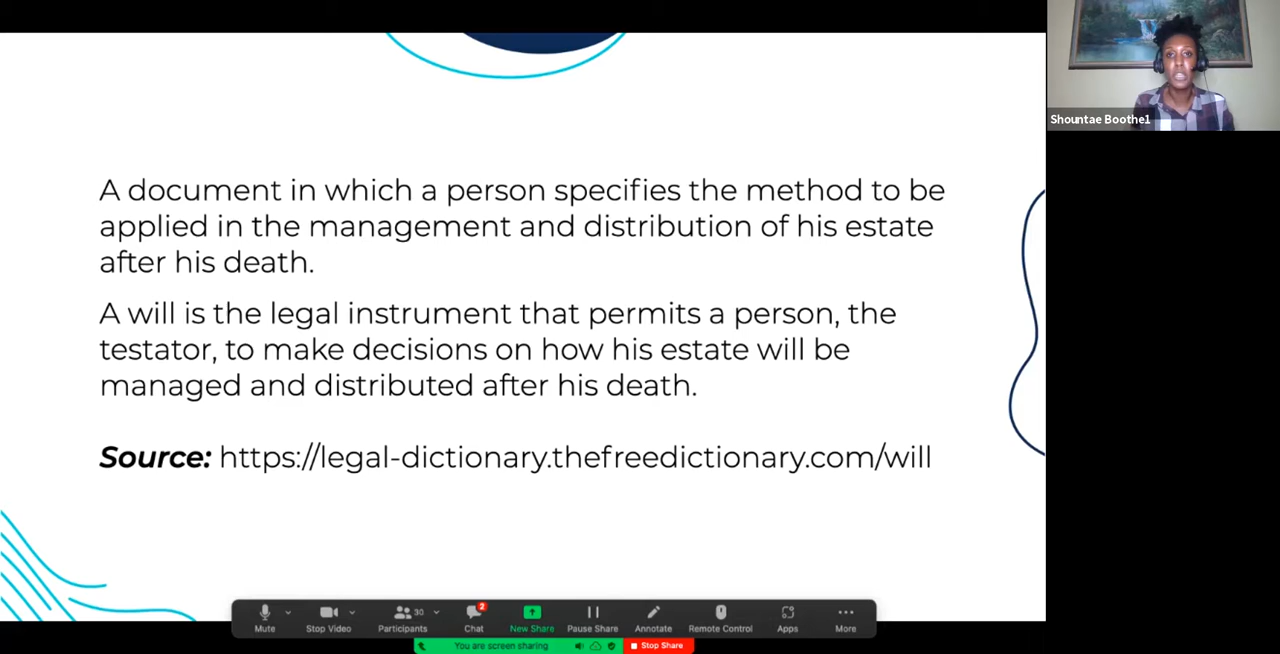 Shountae Boothe1
A document in which a person specifies the method to be
applied in the management and distribution of his estate
after his death.
A will is the legal instrument that permits a person, the
testator, to make decisions on how his estate will be
managed and distributed after his death.
Source: https://legal-dictionary.thefreedictionary.com/will
30
2
Mute
Stop Video
Participants
Chat
New Share
Pause Share
Annotate
Remote Control
Apps
More
You are screen sharing
Stop Share